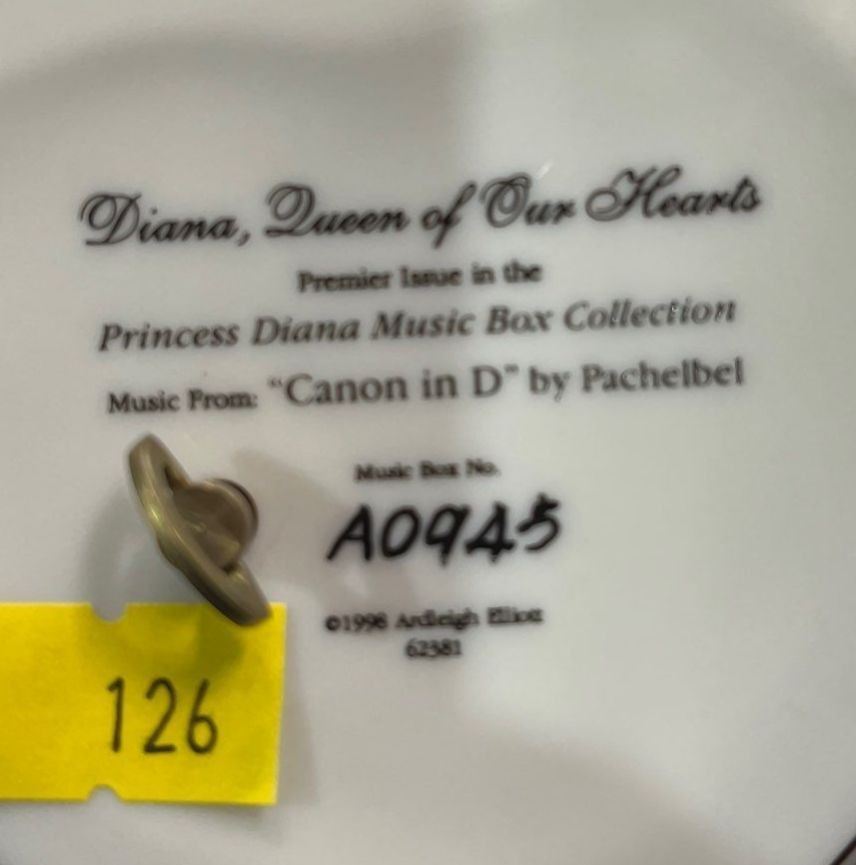 Diana, Queen of Our Hearts
Premier Issue in the
Princess Diana Music Box Collection
Music From: "Canon in D" by Pachelbel
Music Box No.
A0945
©1998 Ardleigh Elliott
62381
126